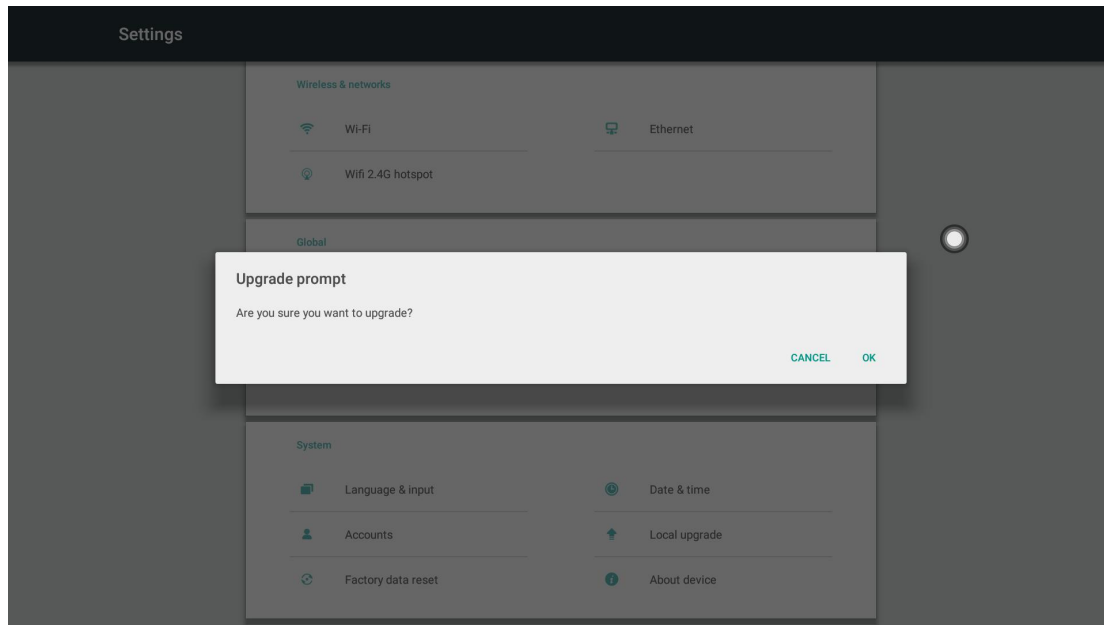 Settings
Wireless & networks
Wi-Fi
Ethernet
Wifi 2.4G hotspot
Global
Upgrade prompt
Are you sure you want to upgrade?
CANCEL OK
System
Language & input
Date & time
Accounts
Local upgrade
Factory data reset
About device